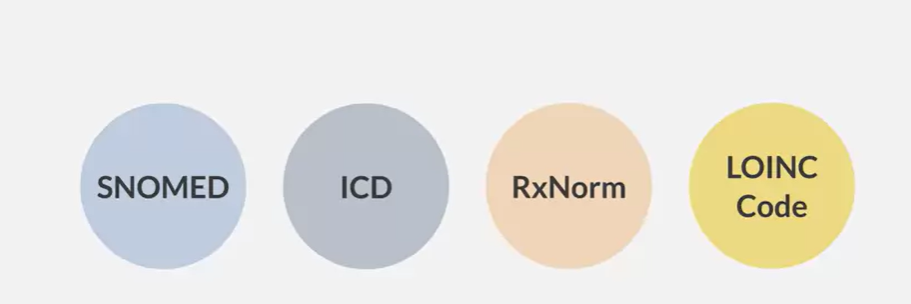 SNOMED
ICD
RxNorm
LOINC
Code